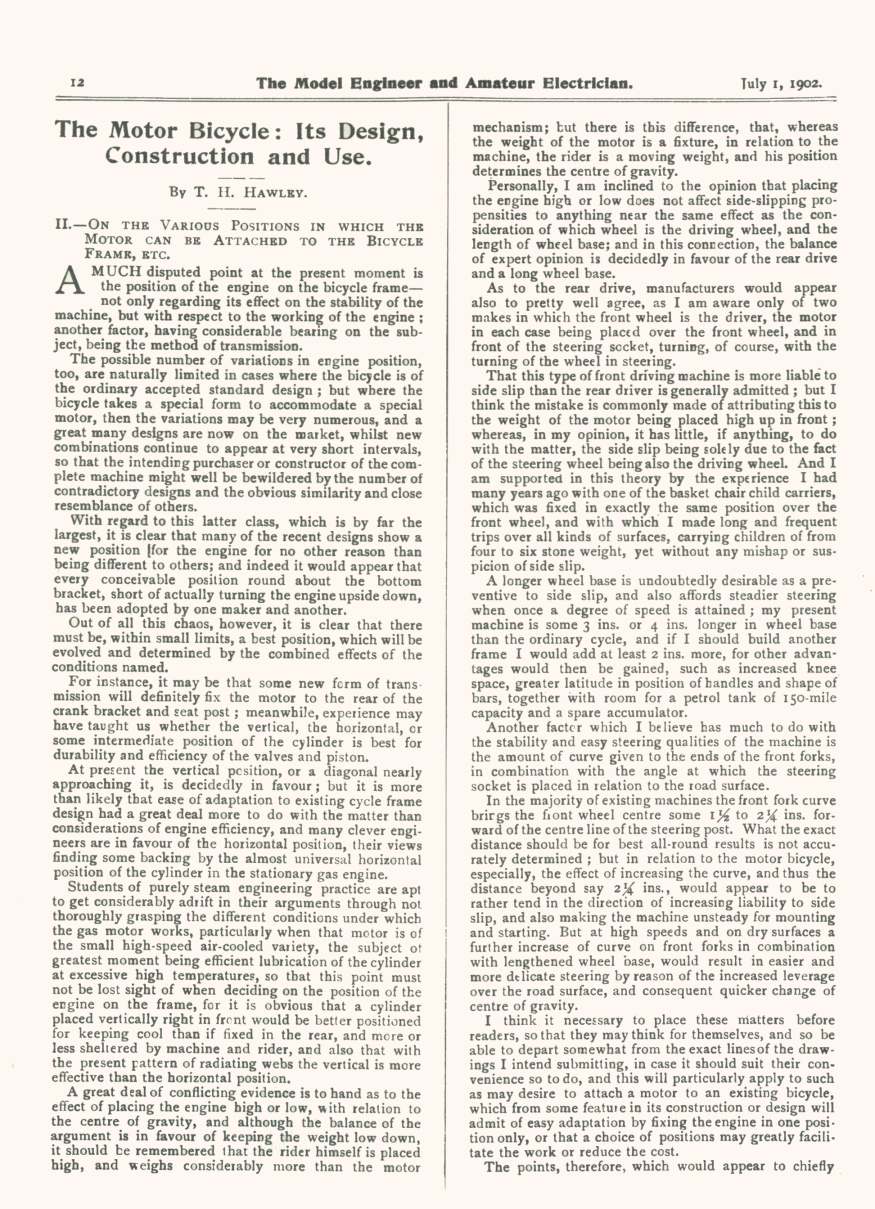 12
The Model Engineer and Amateur Electrician.
July 1, 1902.
The Motor Bicycle: Its Design,
Construction and Use.
By T. H. Hawley.
II.—On the Various Positions in which the
Motor can be Attached to the Bicycle
Frame, etc.
A MUCH disputed point at the present moment is
the position of the engine on the bicycle frame—
not only regarding its effect on the stability of the
machine, but with respect to the working of the engine;
another factor, having considerable bearing on the sub-
ject, being the method of transmission.
The possible number of variations in engine position,
too, are naturally limited in cases where the bicycle is of
the ordinary accepted standard design; but where the
bicycle takes a special form to accommodate a special
motor, then the variations may be very numerous, and a
great many designs are now on the market, whilst new
combinations continue to appear at very short intervals,
so that the intending purchaser or constructor of the com-
plete machine might well be bewildered by the number of
contradictory designs and the obvious similarity and close
resemblance of others.
With regard to this latter class, which is by far the
largest, it is clear that many of the recent designs show a
new position for the engine for no other reason than
being different to others; and indeed it would appear that
every conceivable position round about the bottom
bracket, short of actually turning the engine upside down,
has been adopted by one maker and another.
Out of all this chaos, however, it is clear that there
must be, within small limits, a best position, which will be
evolved and determined by the combined effects of the
conditions named.
For instance, it may be that some new form of trans-
mission will definitely fix the motor to the rear of the
crank bracket and seat post; meanwhile, experience may
have taught us whether the vertical, the horizontal, or
some intermediate position of the cylinder is best for
durability and efficiency of the valves and piston.
At present the vertical position, or a diagonal nearly
approaching it, is decidedly in favour; but it is more
than likely that ease of adaptation to existing cycle frame
design had a great deal more to do with the matter than
considerations of engine efficiency, and many clever engi-
neers are in favour of the horizontal position, their views
finding some backing by the almost universal horizontal
position of the cylinder in the stationary gas engine.
Students of purely steam engineering practice are apt
to get considerably adrift in their arguments through not
thoroughly grasping the different conditions under which
the gas motor works, particularly when that motor is of
the small high-speed air-cooled variety, the subject of
greatest moment being efficient lubrication of the cylinder
at excessive high temperatures, so that this point must
not be lost sight of when deciding on the position of the
engine on the frame, for it is obvious that a cylinder
placed vertically right in front would be better positioned
for keeping cool than if fixed in the rear, and more or
less sheltered by machine and rider, and also that with
the present pattern of radiating webs the vertical is more
effective than the horizontal position.
A great deal of conflicting evidence is to hand as to the
effect of placing the engine high or low, with relation to
the centre of gravity, and although the balance of the
argument is in favour of keeping the weight low down,
it should be remembered that the rider himself is placed
high, and weighs considerably more than the motor
mechanism; but there is this difference, that, whereas
the weight of the motor is a fixture, in relation to the
machine, the rider is a moving weight, and his position
determines the centre of gravity.
Personally, I am inclined to the opinion that placing
the engine high or low does not affect side-slipping pro-
pensities to anything near the same effect as the con-
sideration of which wheel is the driving wheel, and the
length of wheel base; and in this connection, the balance
of expert opinion is decidedly in favour of the rear drive
and a long wheel base.
As to the rear drive, manufacturers would appear
also to pretty well agree, as I am aware only of two
makes in which the front wheel is the driver, the motor
in each case being placed over the front wheel, and in
front of the steering socket, turning, of course, with the
turning of the wheel in steering.
That this type of front driving machine is more liable to
side slip than the rear driver is generally admitted; but I
think the mistake is commonly made of attributing this to
the weight of the motor being placed high up in front;
whereas, in my opinion, it has little, if anything, to do
with the matter, the side slip being solely due to the fact
of the steering wheel being also the driving wheel. And I
am supported in this theory by the experience I had
many years ago with one of the basket chair child carriers,
which was fixed in exactly the same position over the
front wheel, and with which I made long and frequent
trips over all kinds of surfaces, carrying children of from
four to six stone weight, yet without any mishap or sus-
picion of side slip.
A longer wheel base is undoubtedly desirable as a pre-
ventive to side slip, and also affords steadier steering
when once a degree of speed is attained; my present
machine is some 3 ins. or 4 ins. longer in wheel base
than the ordinary cycle, and if I should build another
frame I would add at least 2 ins. more, for other advan-
tages would then be gained, such as increased knee
space, greater latitude in position of handles and shape of
bars, together with room for a petrol tank of 150-mile
capacity and a spare accumulator.
Another factor which I believe has much to do with
the stability and easy steering qualities of the machine is
the amount of curve given to the ends of the front forks,
in combination with the angle at which the steering
socket is placed in relation to the road surface.
In the majority of existing machines the front fork curve
brings the front wheel centre some 1½ to 2¼ ins. for-
ward of the centre line of the steering post. What the exact
distance should be for best all-round results is not accu-
rately determined; but in relation to the motor bicycle,
especially, the effect of increasing the curve, and thus the
distance beyond say 2¼ ins., would appear to be to
rather tend in the direction of increasing liability to side
slip, and also making the machine unsteady for mounting
and starting. But at high speeds and on dry surfaces a
further increase of curve on front forks in combination
with lengthened wheel base, would result in easier and
more delicate steering by reason of the increased leverage
over the road surface, and consequent quicker change of
centre of gravity.
I think it necessary to place these matters before
readers, so that they may think for themselves, and so be
able to depart somewhat from the exact lines of the draw-
ings I intend submitting, in case it should suit their con-
venience so to do, and this will particularly apply to such
as may desire to attach a motor to an existing bicycle,
which from some feature in its construction or design will
admit of easy adaptation by fixing the engine in one posi-
tion only, or that a choice of positions may greatly facili-
tate the work or reduce the cost.
The points, therefore, which would appear to chiefly